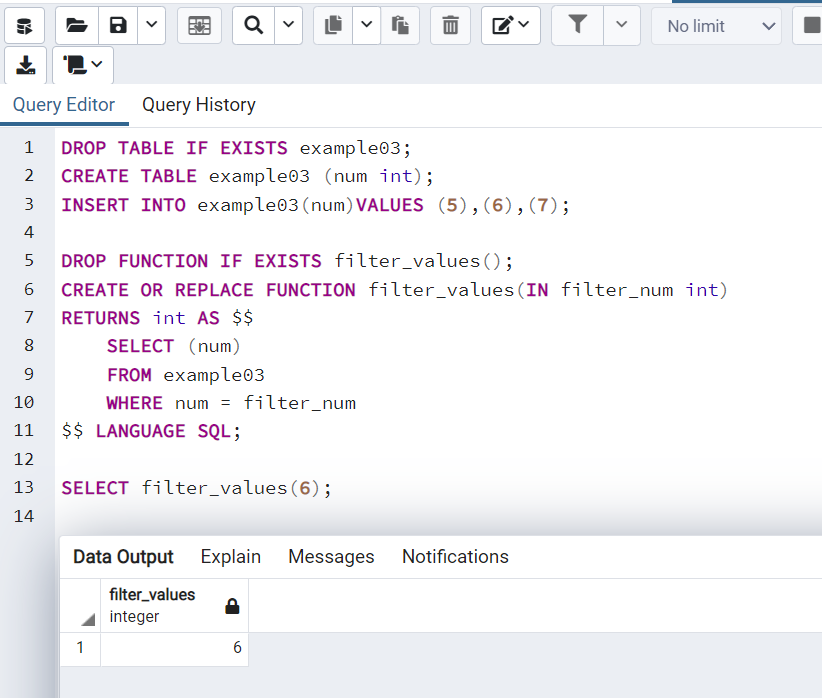 No limit
Query Editor Query History
1 DROP TABLE IF EXISTS example03;
2 CREATE TABLE example03 (num int);
3 INSERT INTO example03(num)VALUES (5),(6),(7);
4
5 DROP FUNCTION IF EXISTS filter_values();
6 CREATE OR REPLACE FUNCTION filter_values(IN filter_num int)
7 RETURNS int AS $$
8     SELECT (num)
9     FROM example03
10     WHERE num = filter_num
11 $$ LANGUAGE SQL;
12
13 SELECT filter_values(6);
14
Data Output Explain Messages Notifications
filter_values
integer
1 6